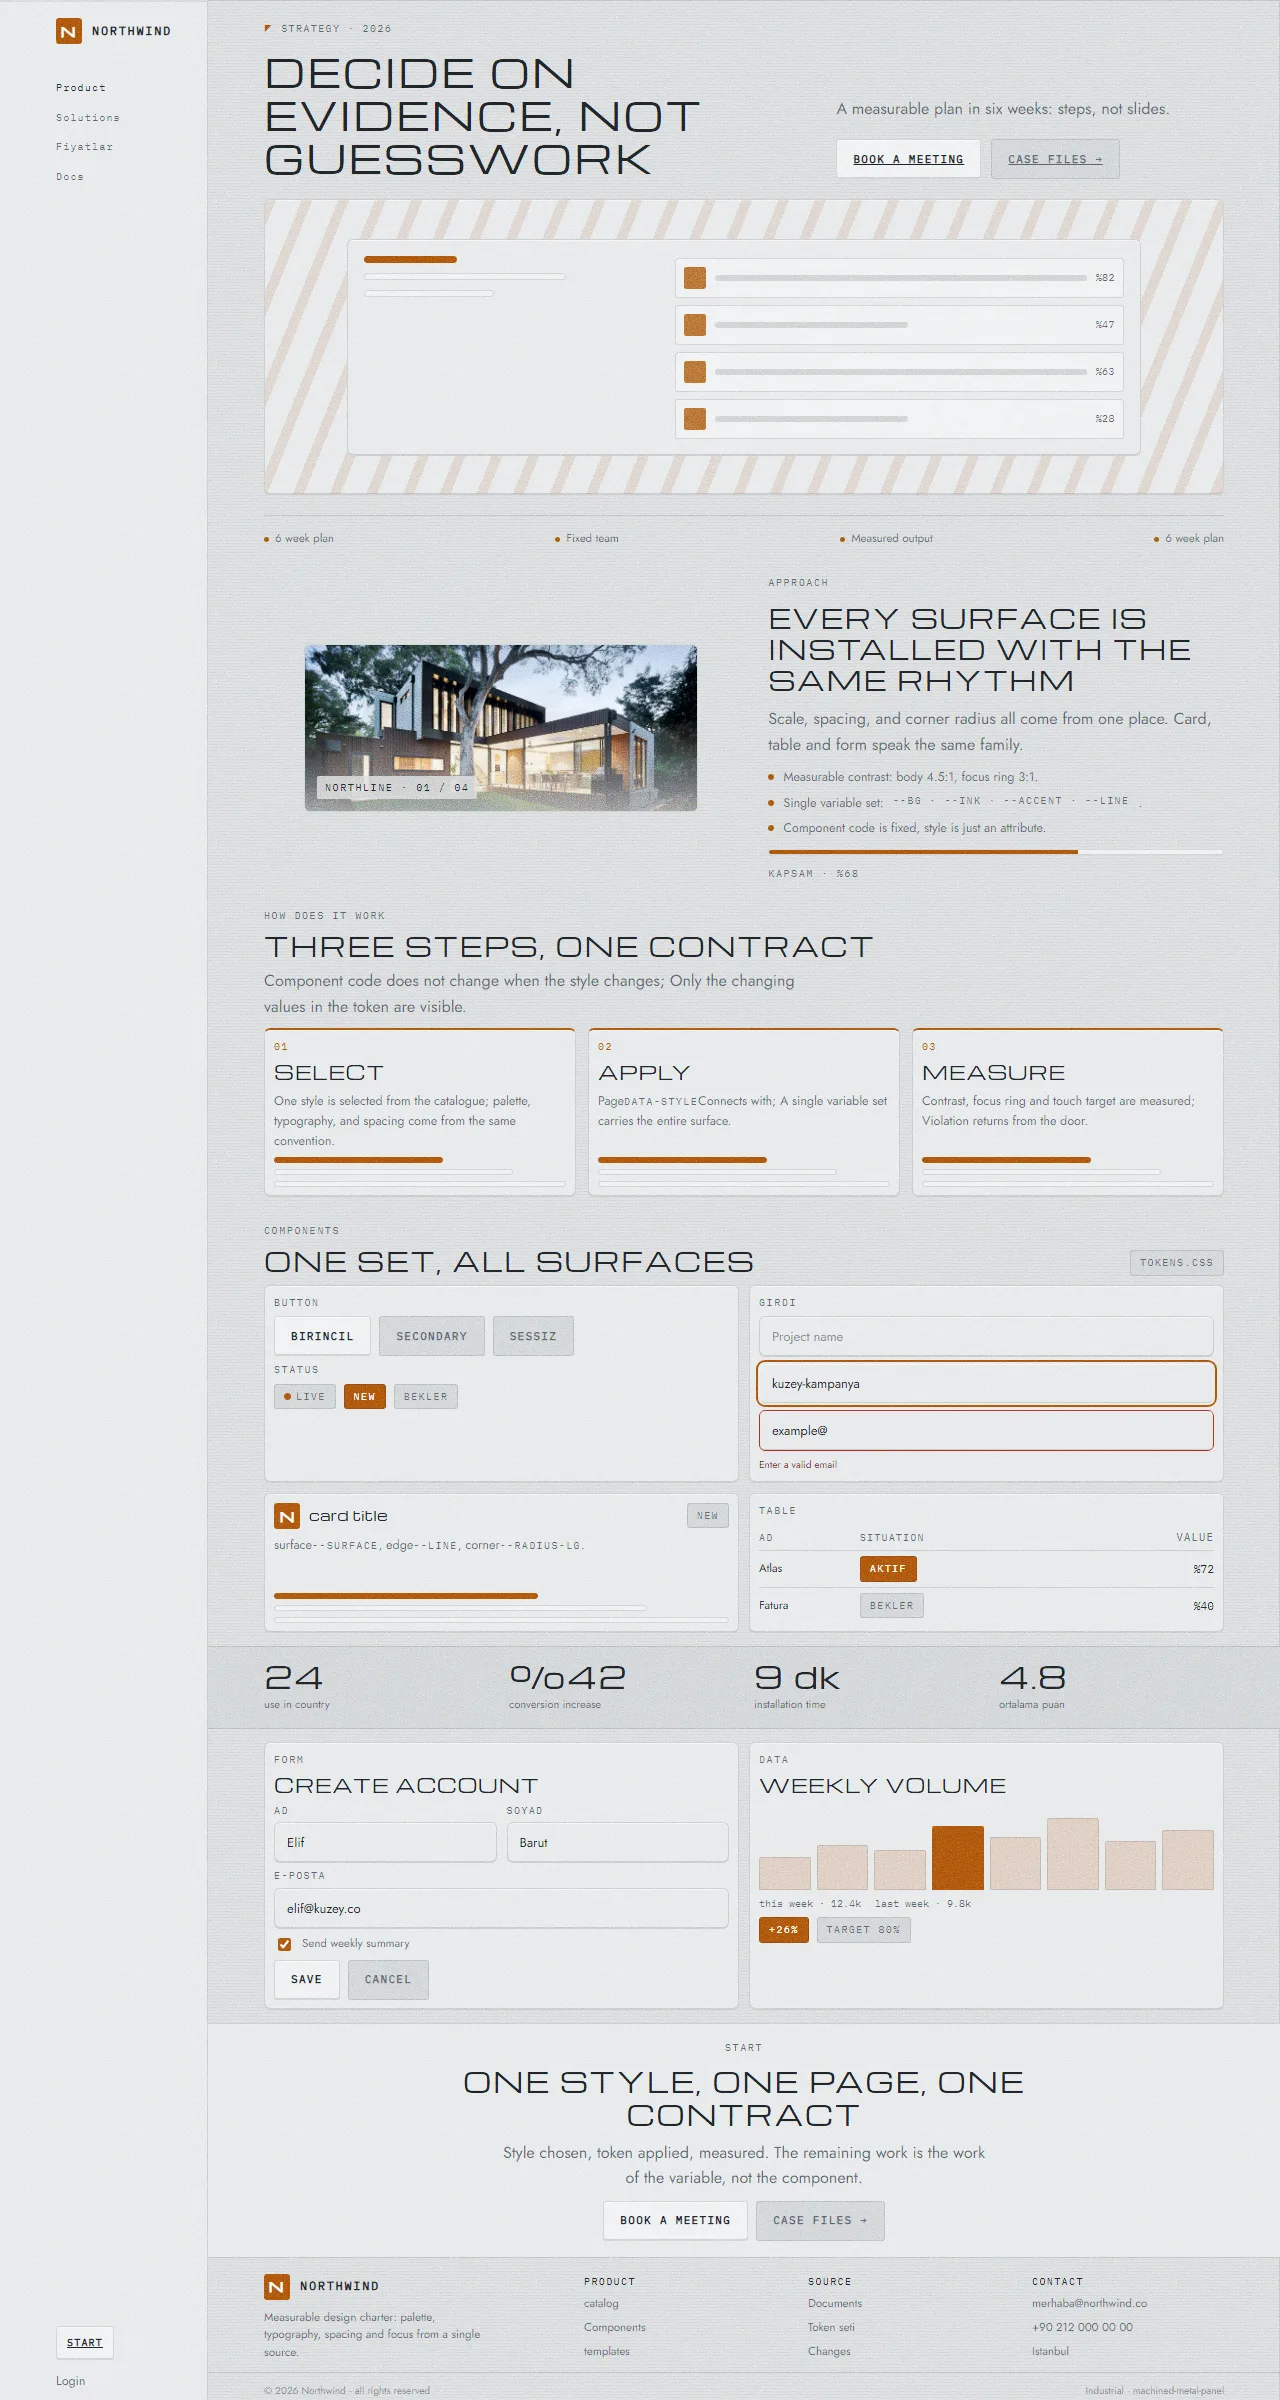 NORTHWIND
Product
Solutions
Fiyatlar
Docs
START
Login
STRATEGY · 2026
DECIDE ON
EVIDENCE, NOT
GUESSWORK
A measurable plan in six weeks: steps, not slides.
BOOK A MEETING
CASE FILES →
%82
%47
%63
%28
6 week plan
Fixed team
Measured output
6 week plan
NORTHLINE · 01 / 04
APPROACH
EVERY SURFACE IS
INSTALLED WITH THE
SAME RHYTHM
Scale, spacing, and corner radius all come from one place. Card,
table and form speak the same family.
Measurable contrast: body 4.5:1, focus ring 3:1.
Single variable set: --BG · --INK · --ACCENT · --LINE .
Component code is fixed, style is just an attribute.
KAPSAM · %68
HOW DOES IT WORK
THREE STEPS, ONE CONTRACT
Component code does not change when the style changes; Only the changing
values in the token are visible.
01
SELECT
One style is selected from the catalogue; palette,
typography, and spacing come from the same
convention.
02
APPLY
PageDATA-STYLEConnects with; A single variable set
carries the entire surface.
03
MEASURE
Contrast, focus ring and touch target are measured;
Violation returns from the door.
COMPONENTS
ONE SET, ALL SURFACES
TOKENS.CSS
BUTTON
BIRINCIL
SECONDARY
SESSIZ
STATUS
LIVE
NEW
BEKLER
GIRDI
Project name
kuzey-kampanya
example@
Enter a valid email
N
card title
NEW
surface--SURFACE, edge--LINE, corner--RADIUS-LG.
TABLE
AD SITUATION VALUE
Atlas AKTIF %72
Fatura BEKLER %40
24
use in country
%42
conversion increase
9 dk
installation time
4.8
ortalama puan
FORM
CREATE ACCOUNT
AD
SOYAD
Elif
Barut
E-POSTA
elif@kuzey.co
Send weekly summary
SAVE
CANCEL
DATA
WEEKLY VOLUME
this week · 12.4k last week · 9.8k
+26%
TARGET 80%
START
ONE STYLE, ONE PAGE, ONE
CONTRACT
Style chosen, token applied, measured. The remaining work is the work
of the variable, not the component.
BOOK A MEETING
CASE FILES →
N
NORTHWIND
Measurable design charter: palette,
typography, spacing and focus from a single
source.
PRODUCT
catalog
Components
templates
SOURCE
Documents
Token seti
Changes
CONTACT
merhaba@northwind.co
+90 212 000 00 00
Istanbul
© 2026 Northwind · all rights reserved
Industrial · machined-metal-panel